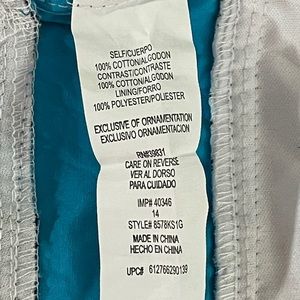 SELF/CUERPO
100% COTTON/ALGODON
CONTRAST/CONTRASTE
100% COTTON/ALGODON
LINING/FORRO
100% POLYESTER/POLIESTER
EXCLUSIVE OF ORNAMENTATION
EXCLUSIVO ORNAMENTACION
RN#39831
CARE ON REVERSE
VER AL DORSO
PARA CUIDADO
IMP# 40346
14
STYLE# 8578KS1G
MADE IN CHINA
HECHO EN CHINA
UPC# 612766290139